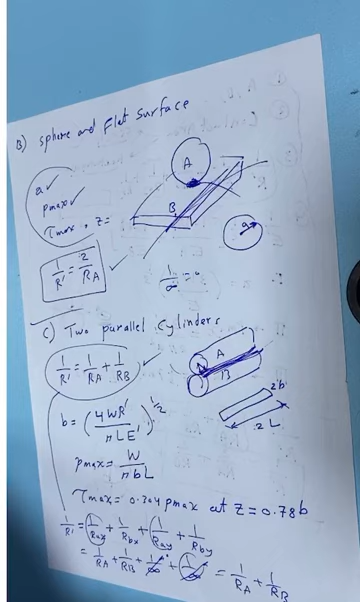 B) sphere and Flat Surface
A
a ✓
Pmax ✓
τmax, z =
B
a
1/R' = 2/RA ✓
1/∞ = 0
C) Two parallel cylinders
1/R' = 1/RA + 1/RB ✓
A
B
b = (4WR'/πLE')^1/2
2b
2L
Pmax = W/πbL
τmax = 0.304 Pmax at z = 0.78b
1/R' = 1/Rax + 1/Rbx + 1/Ray + 1/Rby
= 1/RA + 1/RB + 1/∞ + 1/∞ = 1/RA + 1/RB